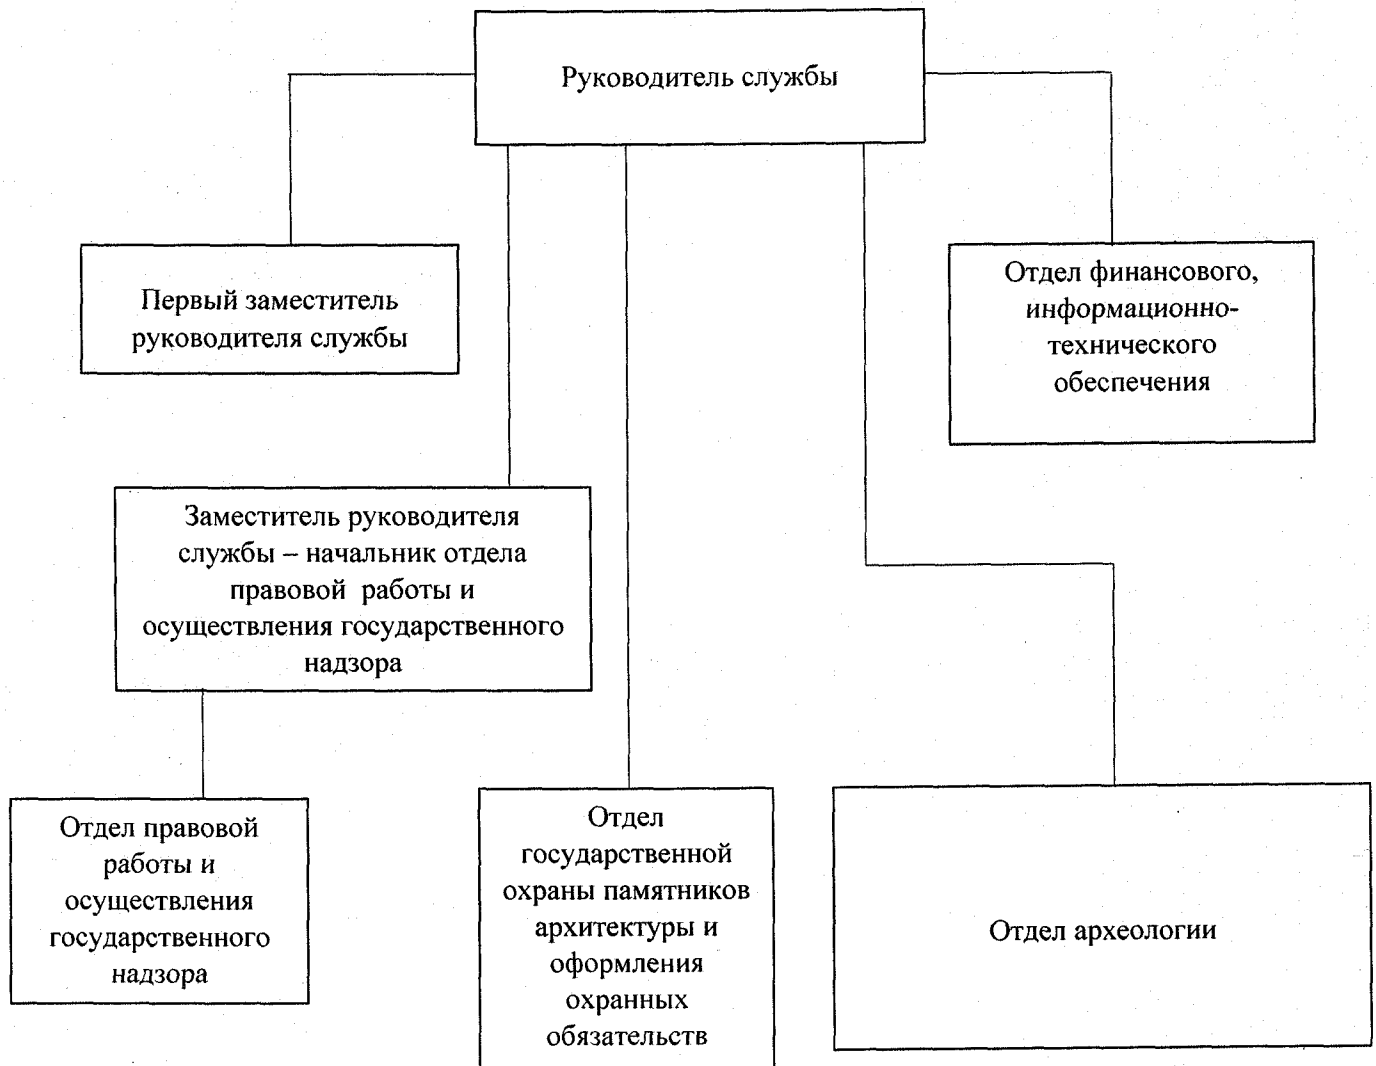 Руководитель службы
Первый заместитель
руководителя службы
Отдел финансового,
информационно-
технического
обеспечения
Заместитель руководителя
службы – начальник отдела
правовой работы и
осуществления государственного
надзора
Отдел правовой
работы и
осуществления
государственного
надзора
Отдел
государственной
охраны памятников
архитектуры и
оформления
охранных
обязательств
Отдел археологии